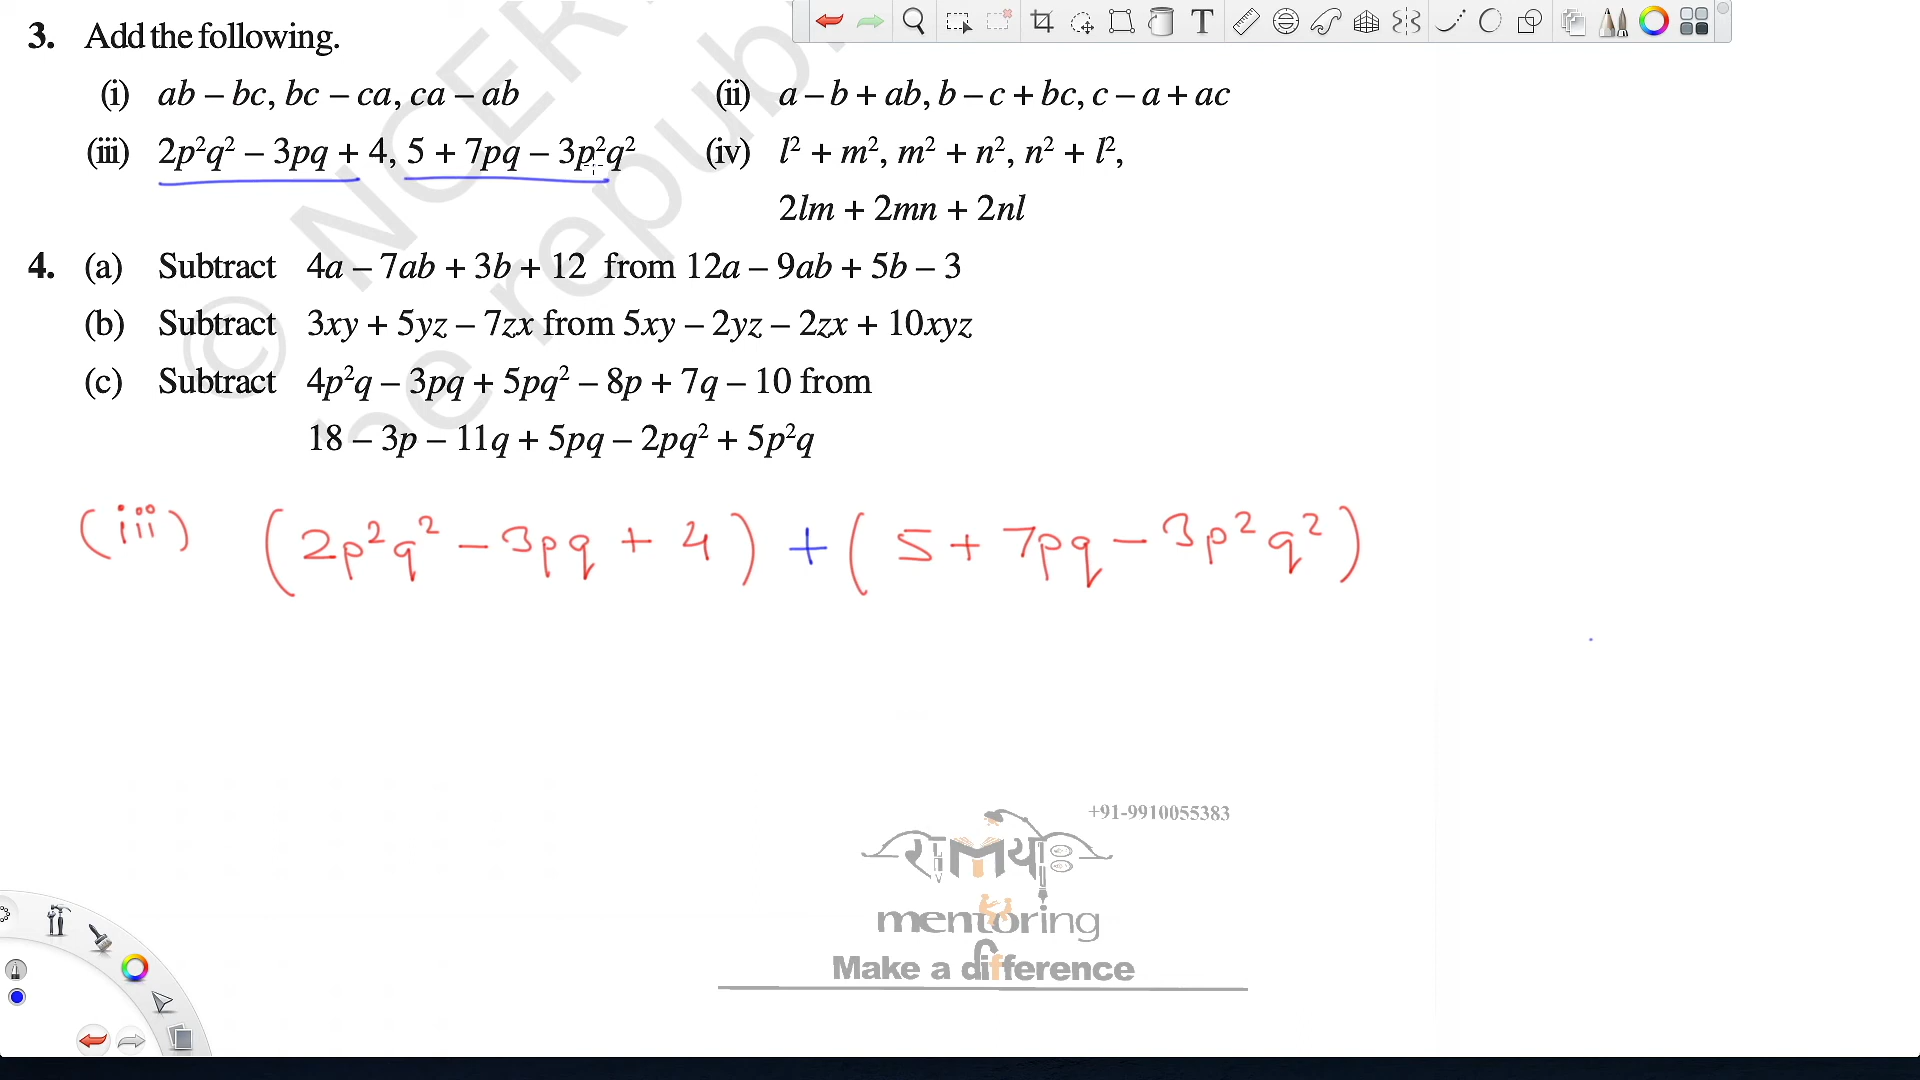 3. Add the following.
(i) ab – bc, bc – ca, ca – ab (ii) a – b + ab, b – c + bc, c – a + ac
(iii) 2p²q² – 3pq + 4, 5 + 7pq – 3p²q² (iv) l² + m², m² + n², n² + l²,
2lm + 2mn + 2nl
4. (a) Subtract 4a – 7ab + 3b + 12 from 12a – 9ab + 5b – 3
(b) Subtract 3xy + 5yz – 7zx from 5xy – 2yz – 2zx + 10xyz
(c) Subtract 4p²q – 3pq + 5pq² – 8p + 7q – 10 from
18 – 3p – 11q + 5pq – 2pq² + 5p²q
(iii) (2p²q² – 3pq + 4) + (5 + 7pq – 3p²q²)
+91-9910055383
mentoring
Make a difference